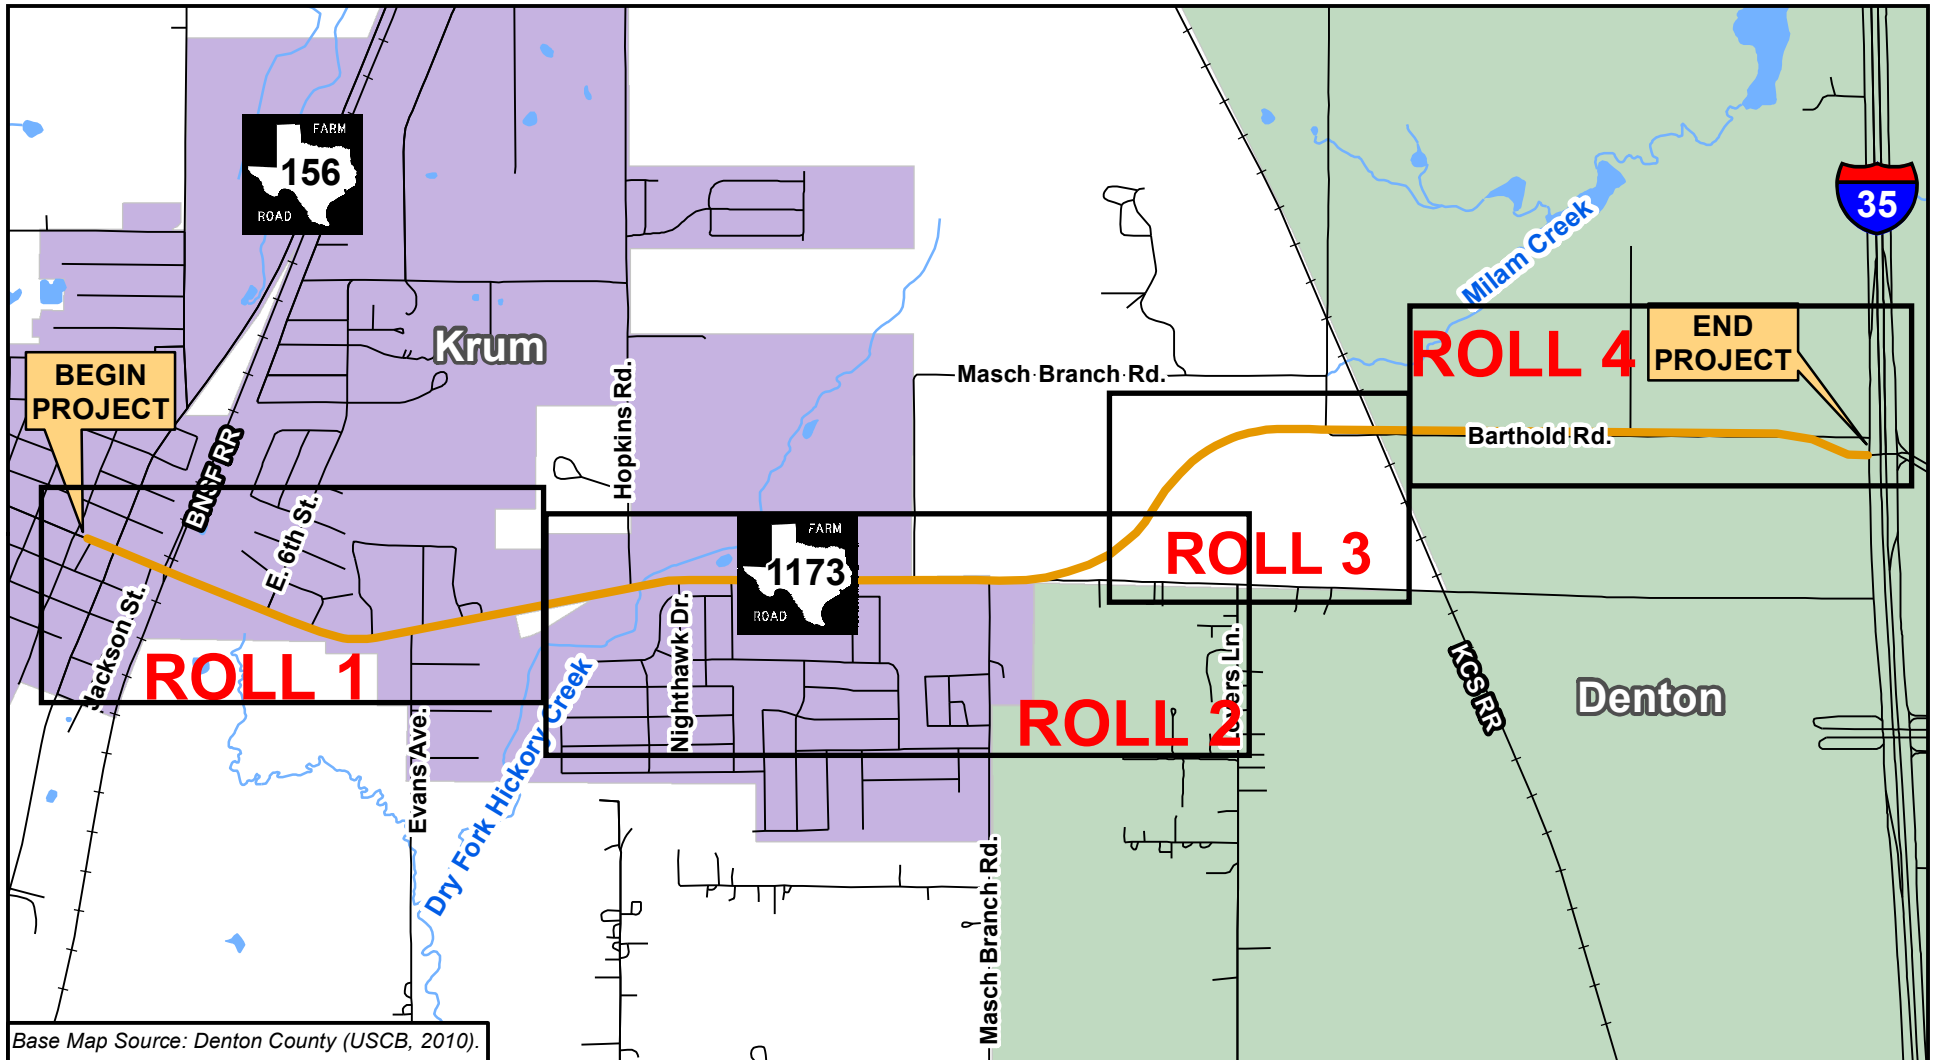 FARM
156
ROAD
35
Milam Creek
Krum
ROLL 4
END
PROJECT
BEGIN
PROJECT
Masch Branch Rd.
Hopkins Rd.
Barthold Rd.
BNSF RR
E. 6th St.
FARM
1173
ROAD
ROLL 3
Jackson St.
ROLL 1
Nighthawk Dr.
ROLL 2
KCS RR
Denton
Evans Ave.
Dry Fork Hickory Creek
Masch Branch Rd.
Base Map Source: Denton County (USCB, 2010).